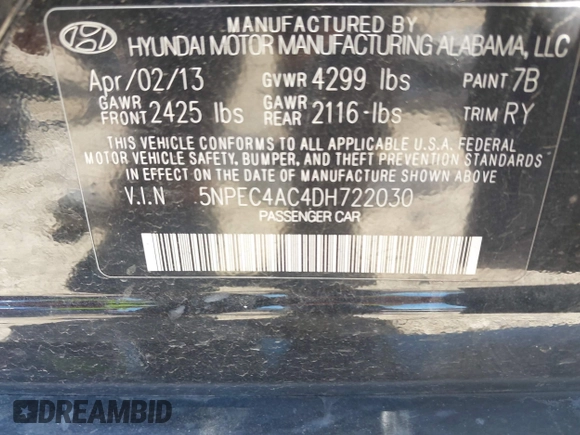 MANUFACTURED BY
HYUNDAI MOTOR MANUFACTURING ALABAMA, LLC
Apr/02/13 GVWR 4299 lbs PAINT 7B
GAWR FRONT 2425 lbs GAWR REAR 2116-lbs TRIM RY
THIS VEHICLE CONFORMS TO ALL APPLICABLE U.S.A. FEDERAL
MOTOR VEHICLE SAFETY, BUMPER, AND THEFT PREVENTION STANDARDS
IN EFFECT ON THE DATE OF MANUFACTURE SHOWN ABOVE
V.I.N 5NPEC4AC4DH722030
PASSENGER CAR
DREAMBID